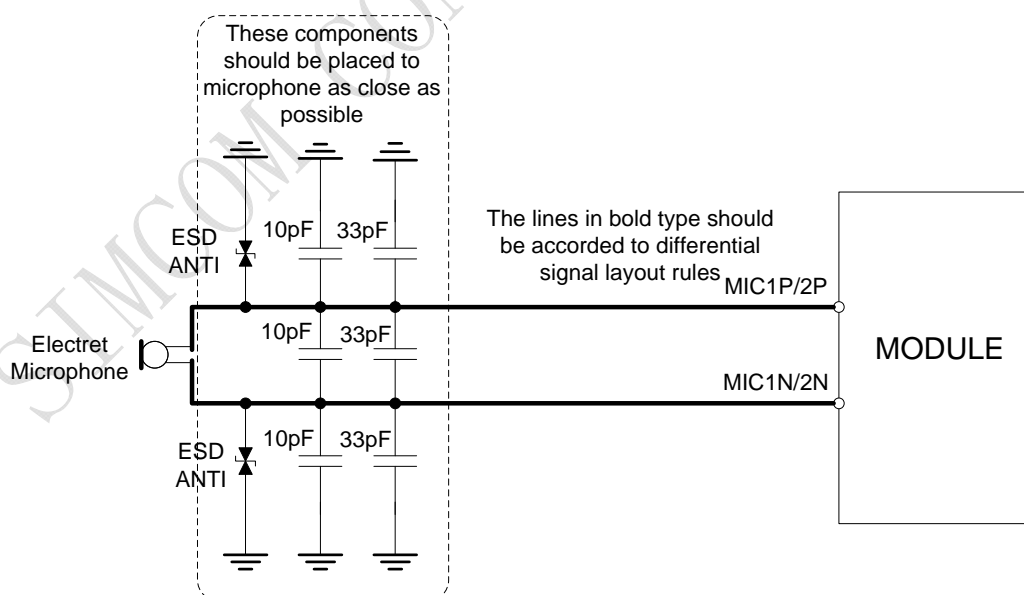 These components
should be placed to
microphone as close as
possible
ESD
ANTI
10pF
33pF
The lines in bold type should
be accorded to differential
signal layout rules
MIC1P/2P
Electret
Microphone
10pF
33pF
MODULE
MIC1N/2N
ESD
ANTI
10pF
33pF
SIMCOM CO